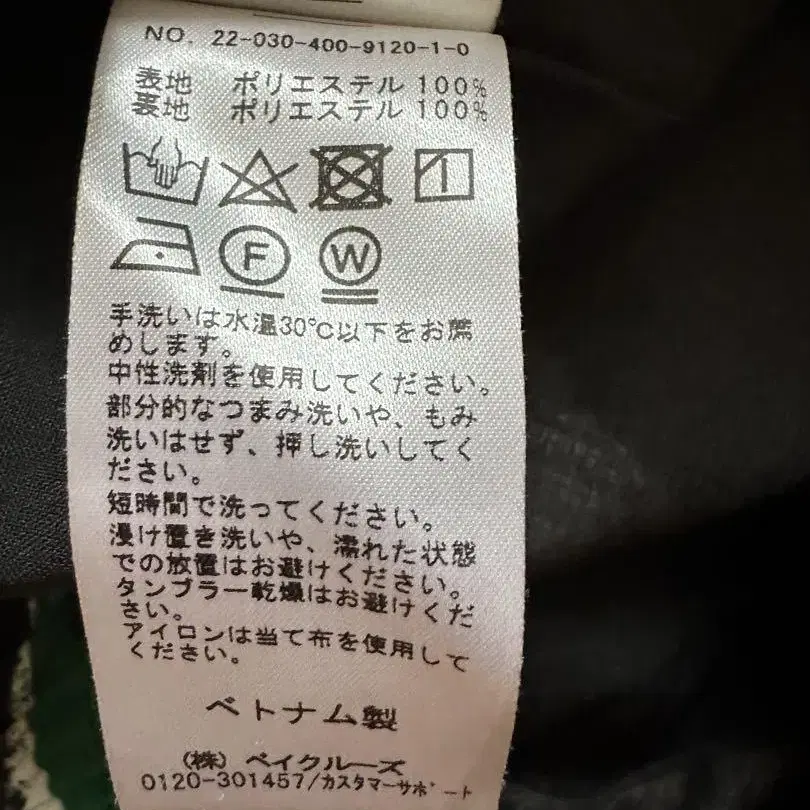 NO. 22-030-400-9120-1-0
表地 ポリエステル 100%
裏地 ポリエステル 100%
F W
手洗いは水温30℃以下をお薦
めします。
中性洗剤を使用してください。
部分的なつまみ洗いや、もみ
洗いはせず、押し洗いしてく
ださい。
短時間で洗ってください。
浸け置き洗いや、濡れた状態
での放置はお避けください。
タンブラー乾燥はお避けくだ
さい。
アイロンは当て布を使用して
ください。
ベトナム製
(株) ベイクルーズ
0120-301457/カスタマーサポート